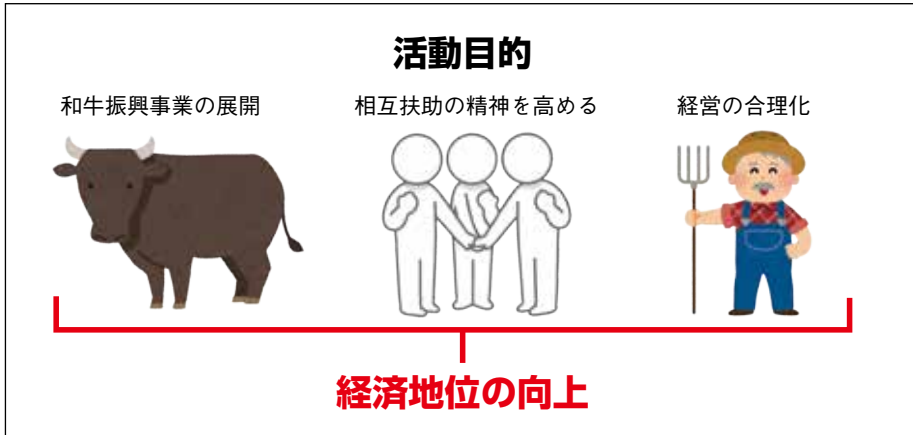 活動目的
和牛振興事業の展開
相互扶助の精神を高める
経営の合理化
経済地位の向上